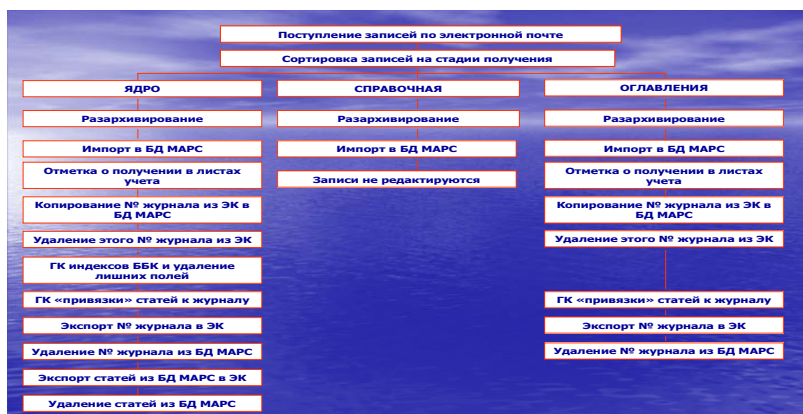 Поступление записей по электронной почте
Сортировка записей на стадии получения
ЯДРО
Разархивирование
Импорт в БД МАРС
Отметка о получении в листах
учета
Копирование № журнала из ЭК в
БД МАРС
Удаление этого № журнала из ЭК
ГК индексов ББК и удаление
лишних полей
ГК «привязки» статей к журналу
Экспорт № журнала в ЭК
Удаление № журнала из БД МАРС
Экспорт статей из БД МАРС в ЭК
Удаление статей из БД МАРС
СПРАВОЧНАЯ
Разархивирование
Импорт в БД МАРС
Записи не редактируются
ОГЛАВЛЕНИЯ
Разархивирование
Импорт в БД МАРС
Отметка о получении в листах
учета
Копирование № журнала из ЭК в
БД МАРС
Удаление этого № журнала из ЭК
ГК «привязки» статей к журналу
Экспорт № журнала в ЭК
Удаление № журнала из БД МАРС